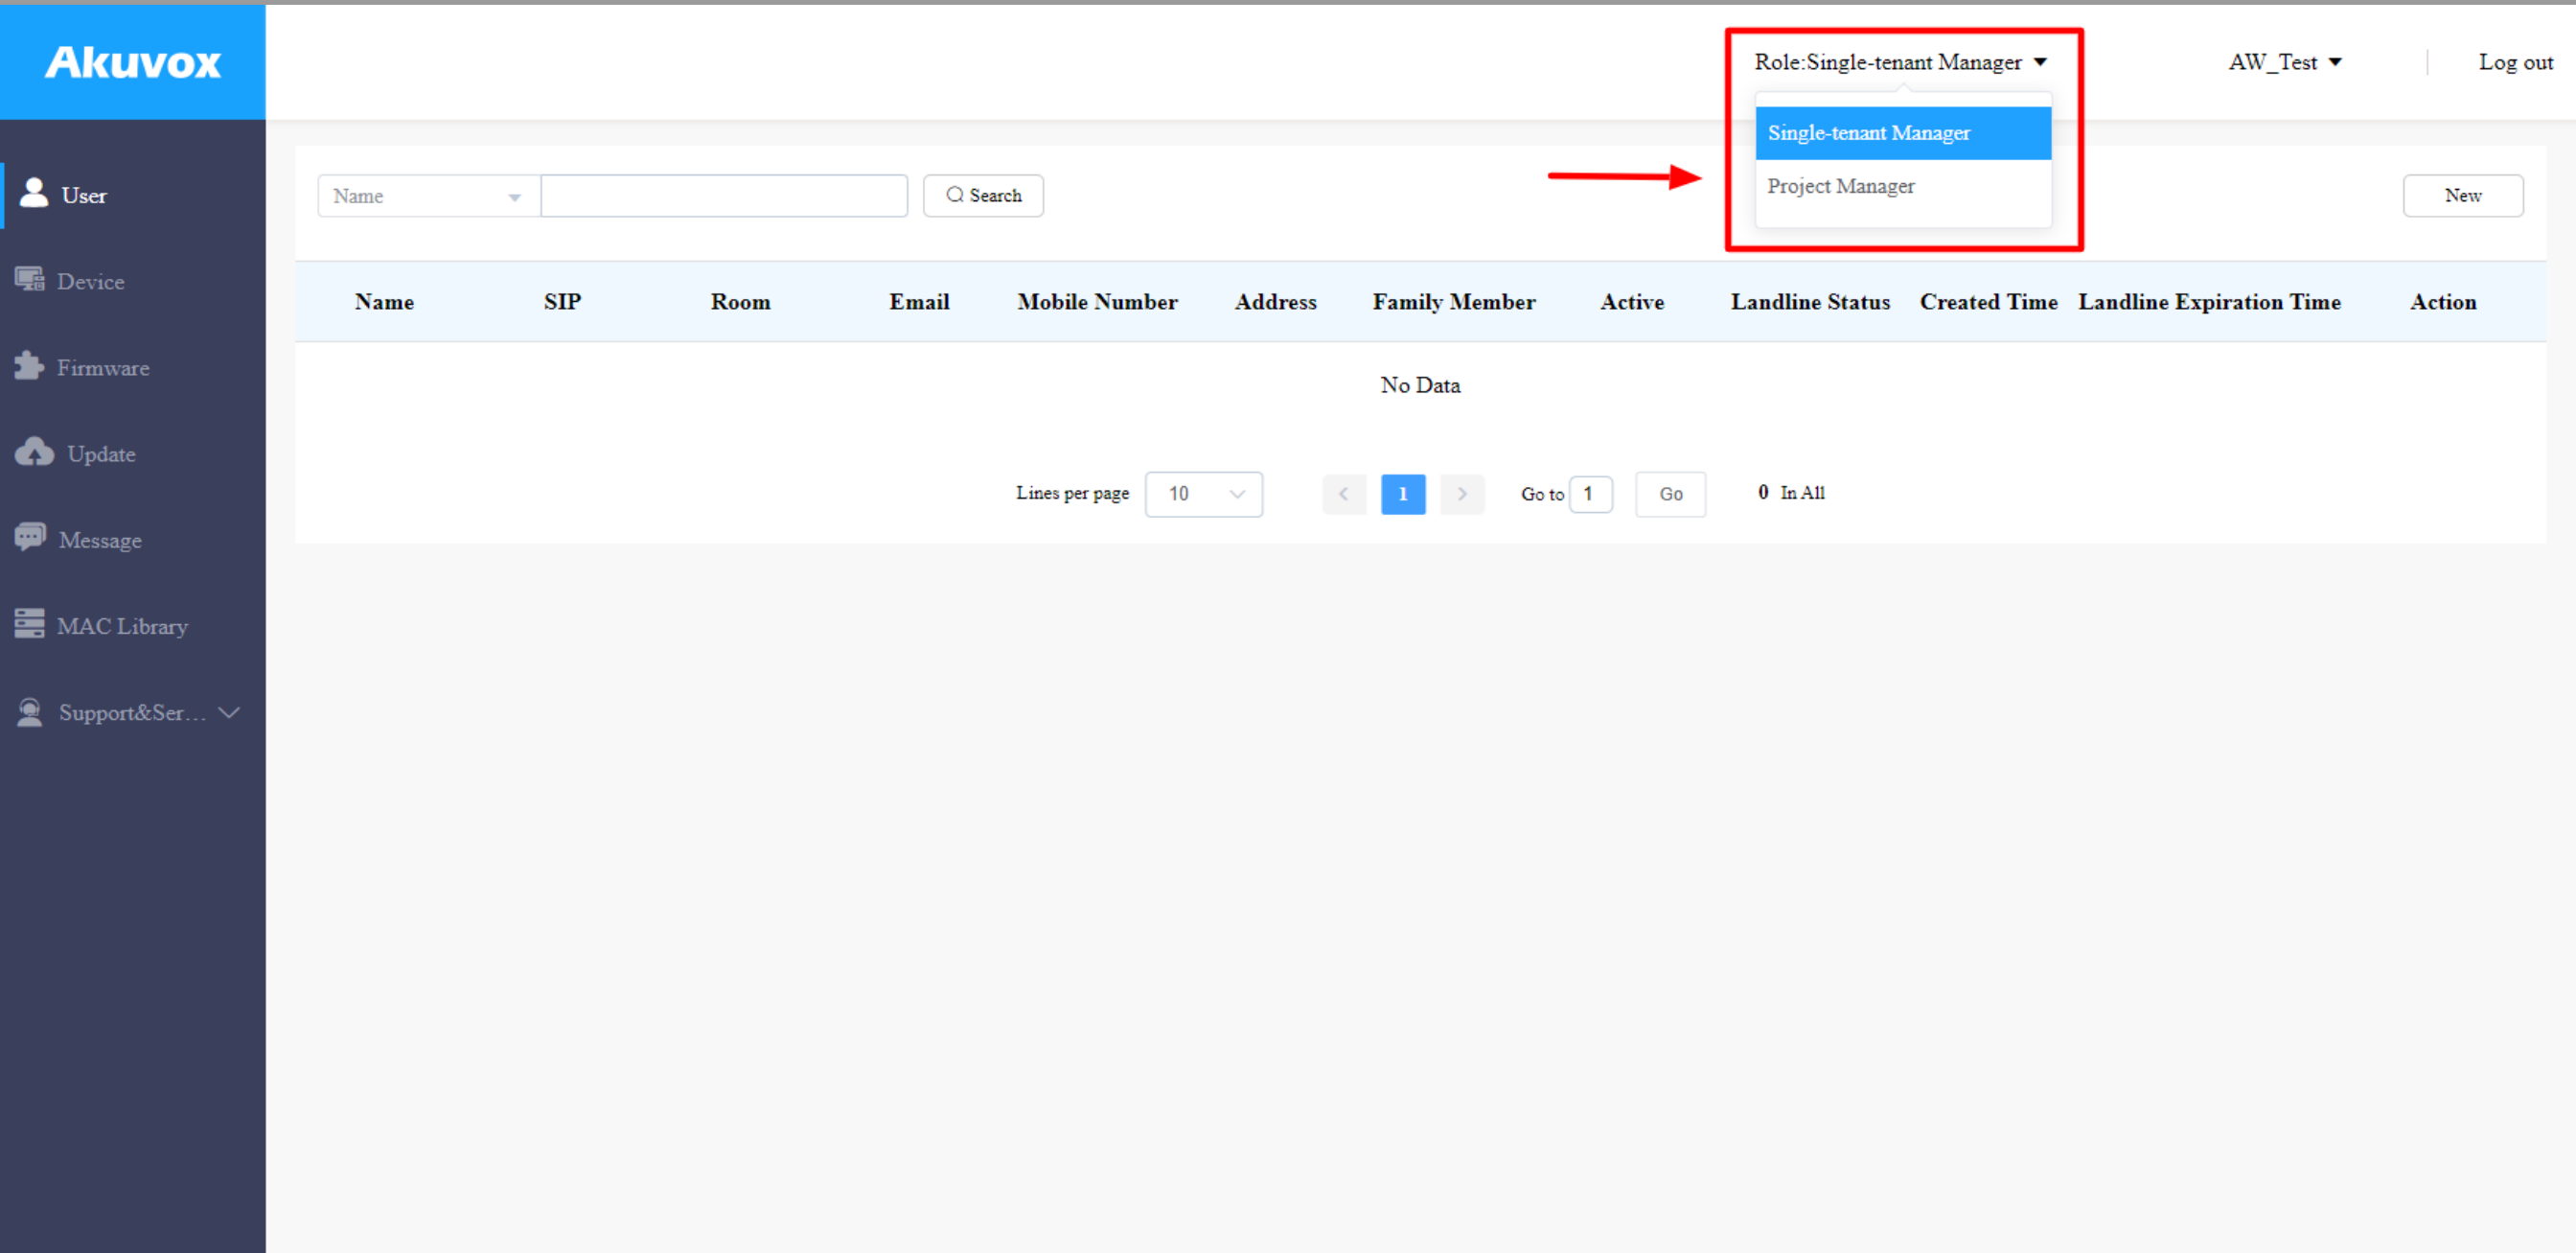 Akuvox
Role:Single-tenant Manager
AW_Test
Log out
Single-tenant Manager
Project Manager
User
Device
Firmware
Update
Message
MAC Library
Support&Ser...
Name
Search
New
Name SIP Room Email Mobile Number Address Family Member Active Landline Status Created Time Landline Expiration Time Action
No Data
Lines per page 10 < 1 > Go to 1 Go 0 In All